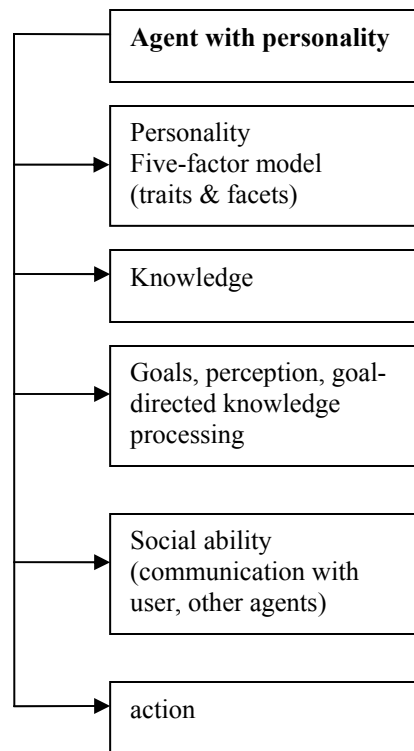 Agent with personality
Personality
Five-factor model
(traits & facets)
Knowledge
Goals, perception, goal-
directed knowledge
processing
Social ability
(communication with
user, other agents)
action